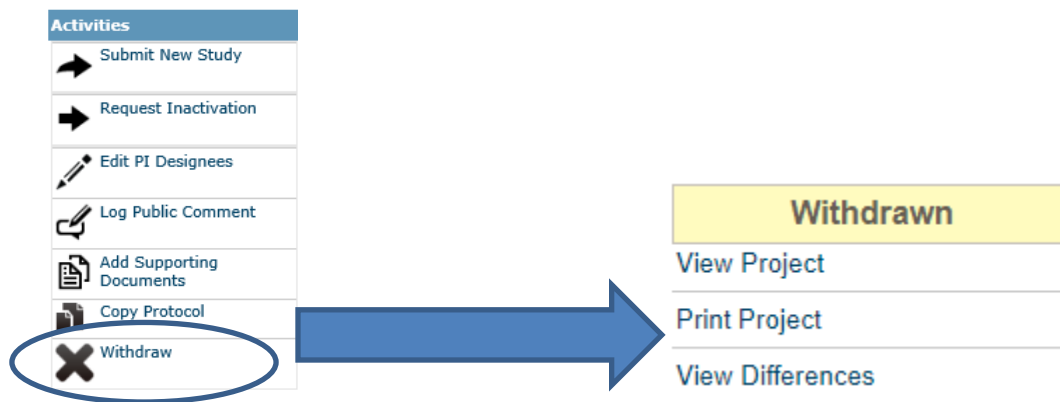 Activities
Submit New Study
Request Inactivation
Edit PI Designees
Log Public Comment
Add Supporting
Documents
Copy Protocol
Withdraw
Withdrawn
View Project
Print Project
View Differences